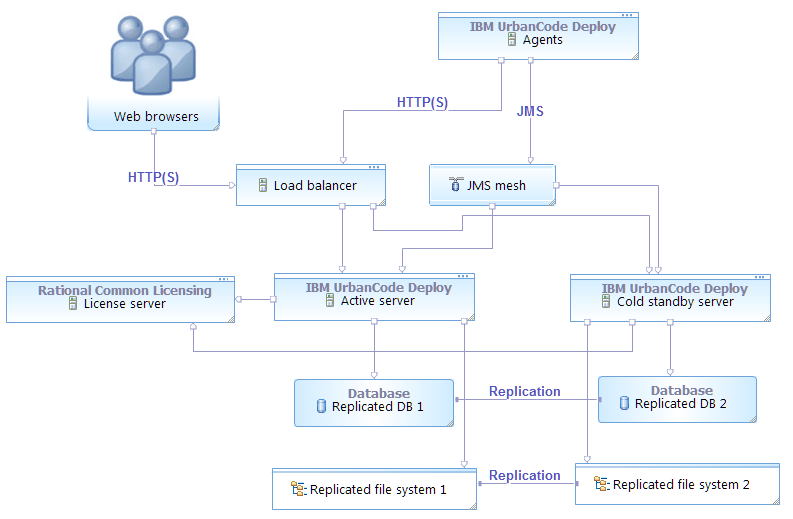 IBM UrbanCode Deploy
Agents
Web browsers
HTTP(S)
JMS
HTTP(S)
Load balancer
JMS mesh
Rational Common Licensing
License server
IBM UrbanCode Deploy
Active server
IBM UrbanCode Deploy
Cold standby server
Database
Replicated DB 1
Replication
Database
Replicated DB 2
Replicated file system 1
Replication
Replicated file system 2